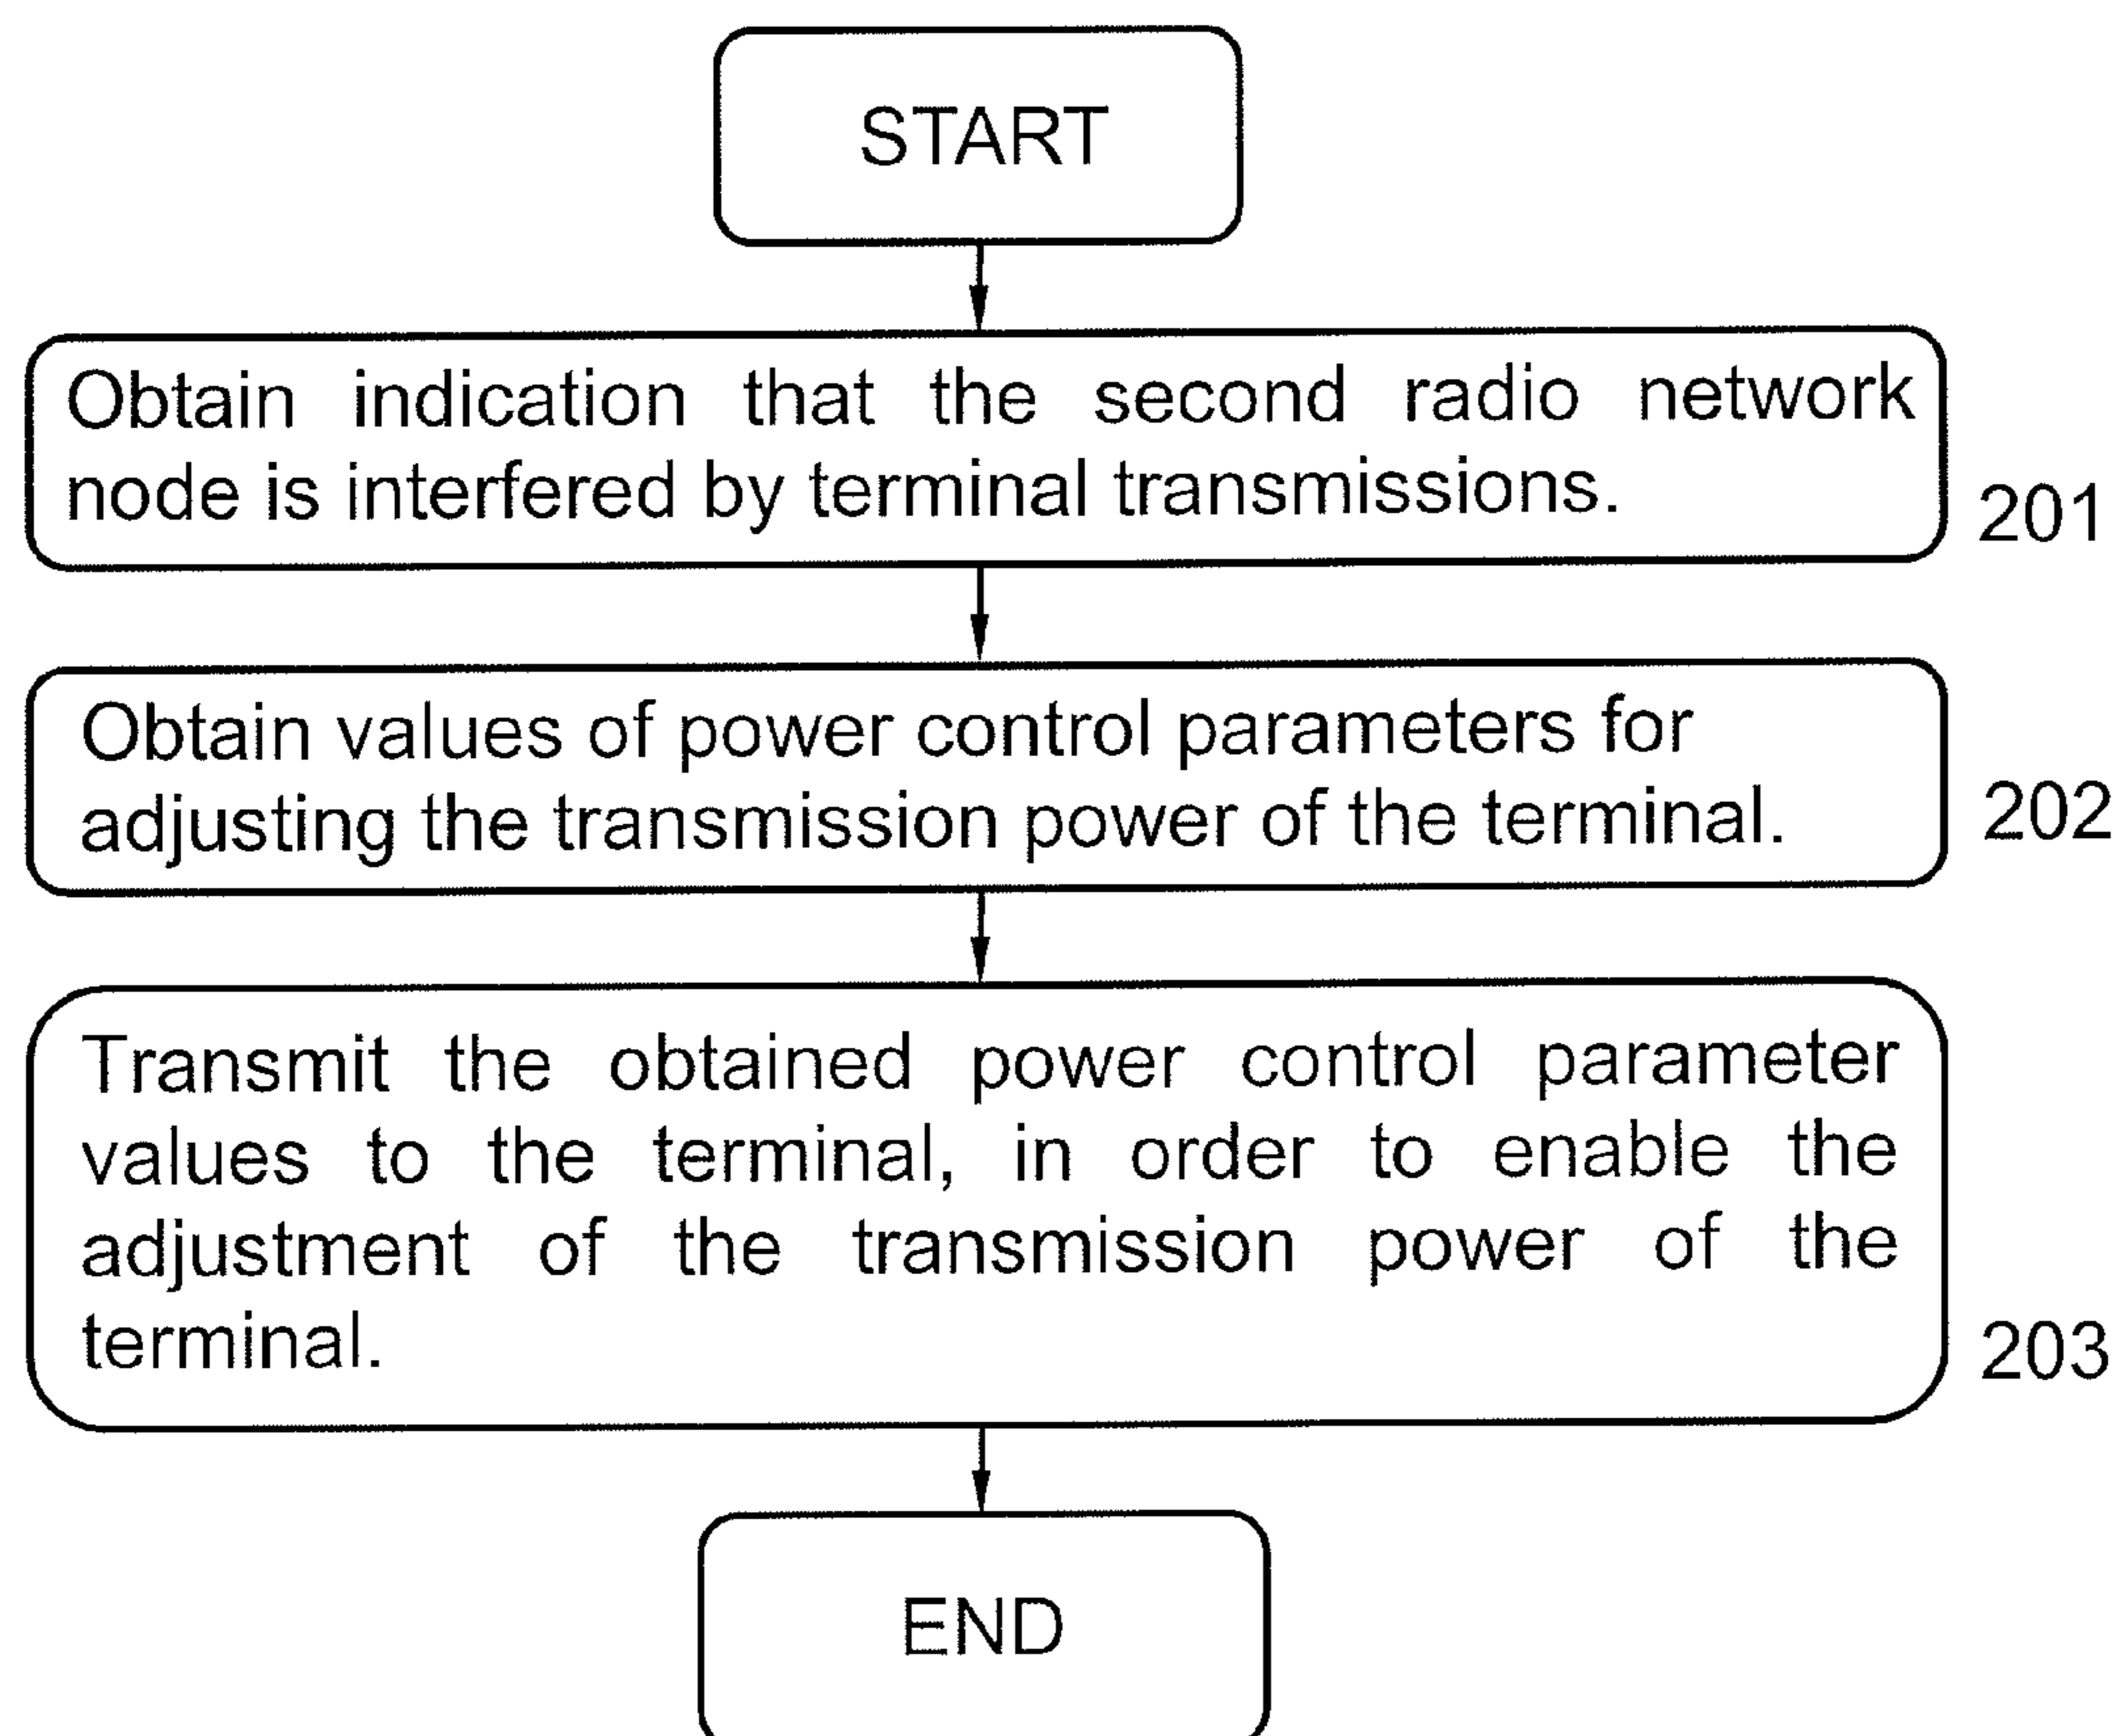 START
Obtain indication that the second radio network
node is interfered by terminal transmissions.
201
Obtain values of power control parameters for
adjusting the transmission power of the terminal.
202
Transmit the obtained power control parameter
values to the terminal, in order to enable the
adjustment of the transmission power of the
terminal.
203
END